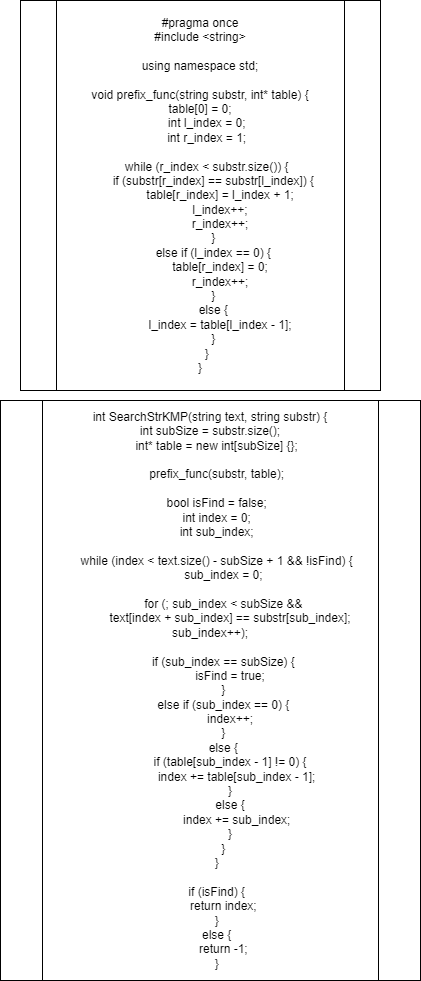 #pragma once
#include <string>
using namespace std;
void prefix_func(string substr, int* table) {
table[0] = 0;
int l_index = 0;
int r_index = 1;
while (r_index < substr.size()) {
if (substr[r_index] == substr[l_index]) {
table[r_index] = l_index + 1;
l_index++;
r_index++;
}
else if (l_index == 0) {
table[r_index] = 0;
r_index++;
}
else {
l_index = table[l_index - 1];
}
}
}
int SearchStrKMP(string text, string substr) {
int subSize = substr.size();
int* table = new int[subSize] {};
prefix_func(substr, table);
bool isFind = false;
int index = 0;
int sub_index;
while (index < text.size() - subSize + 1 && !isFind) {
sub_index = 0;
for (; sub_index < subSize &&
text[index + sub_index] == substr[sub_index];
sub_index++);
if (sub_index == subSize) {
isFind = true;
}
else if (sub_index == 0) {
index++;
}
else {
if (table[sub_index - 1] != 0) {
index += table[sub_index - 1];
}
else {
index += sub_index;
}
}
}
if (isFind) {
return index;
}
else {
return -1;
}